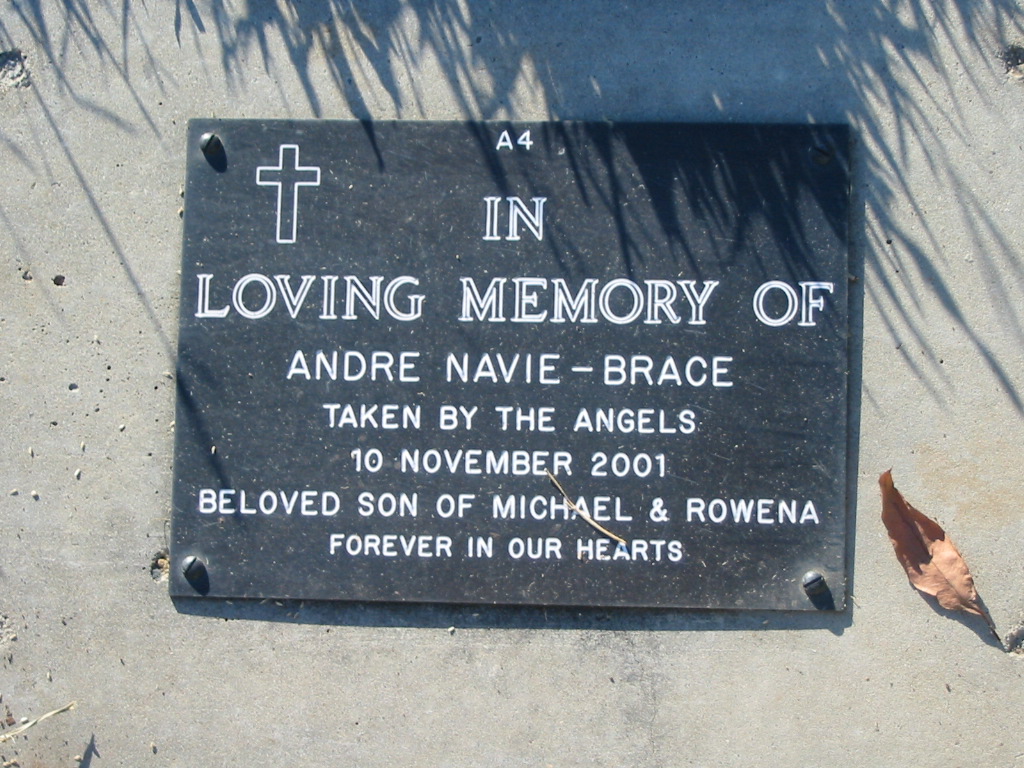 A4
IN
LOVING MEMORY OF
ANDRE NAVIE - BRACE
TAKEN BY THE ANGELS
10 NOVEMBER 2001
BELOVED SON OF MICHAEL & ROWENA
FOREVER IN OUR HEARTS